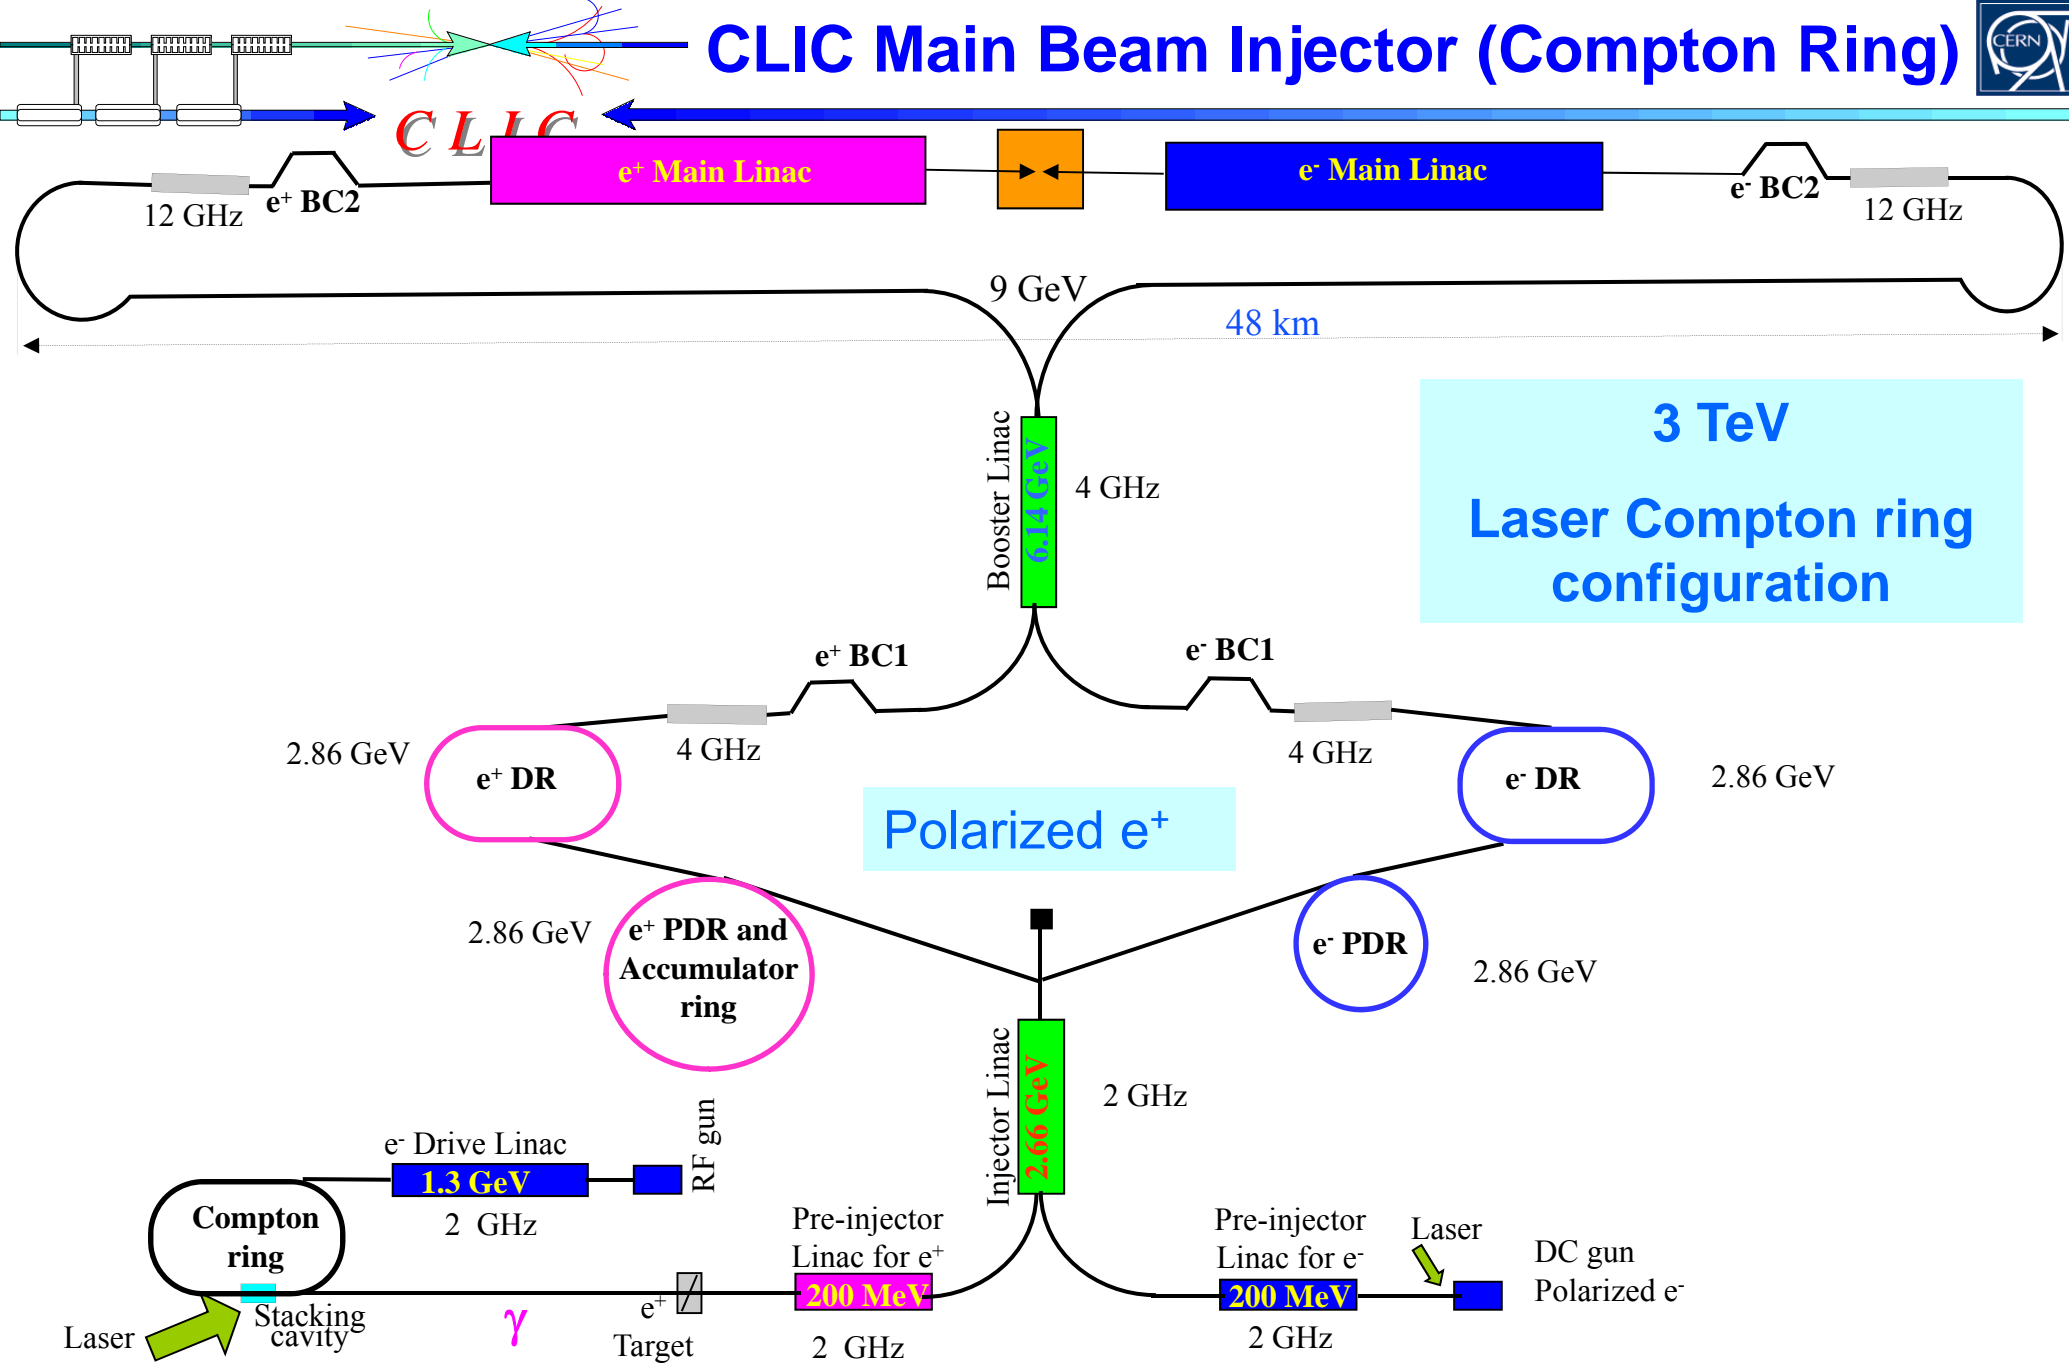 CLIC Main Beam Injector (Compton Ring)
CERN
C L I C
e⁺ Main Linac
e⁻ Main Linac
12 GHz
e⁺ BC2
e⁻ BC2
12 GHz
9 GeV
48 km
3 TeV
Laser Compton ring
configuration
Booster Linac
6.14 GeV
4 GHz
e⁺ BC1
e⁻ BC1
2.86 GeV
e⁺ DR
4 GHz
4 GHz
e⁻ DR
2.86 GeV
Polarized e⁺
2.86 GeV
e⁺ PDR and
Accumulator
ring
e⁻ PDR
2.86 GeV
Injector Linac
2.66 GeV
2 GHz
e⁻ Drive Linac
1.3 GeV
2 GHz
RF gun
Compton
ring
Laser
Stacking
cavity
γ
e⁺
Target
Pre-injector
Linac for e⁺
200 MeV
2 GHz
Pre-injector
Linac for e⁻
200 MeV
2 GHz
Laser
DC gun
Polarized e⁻